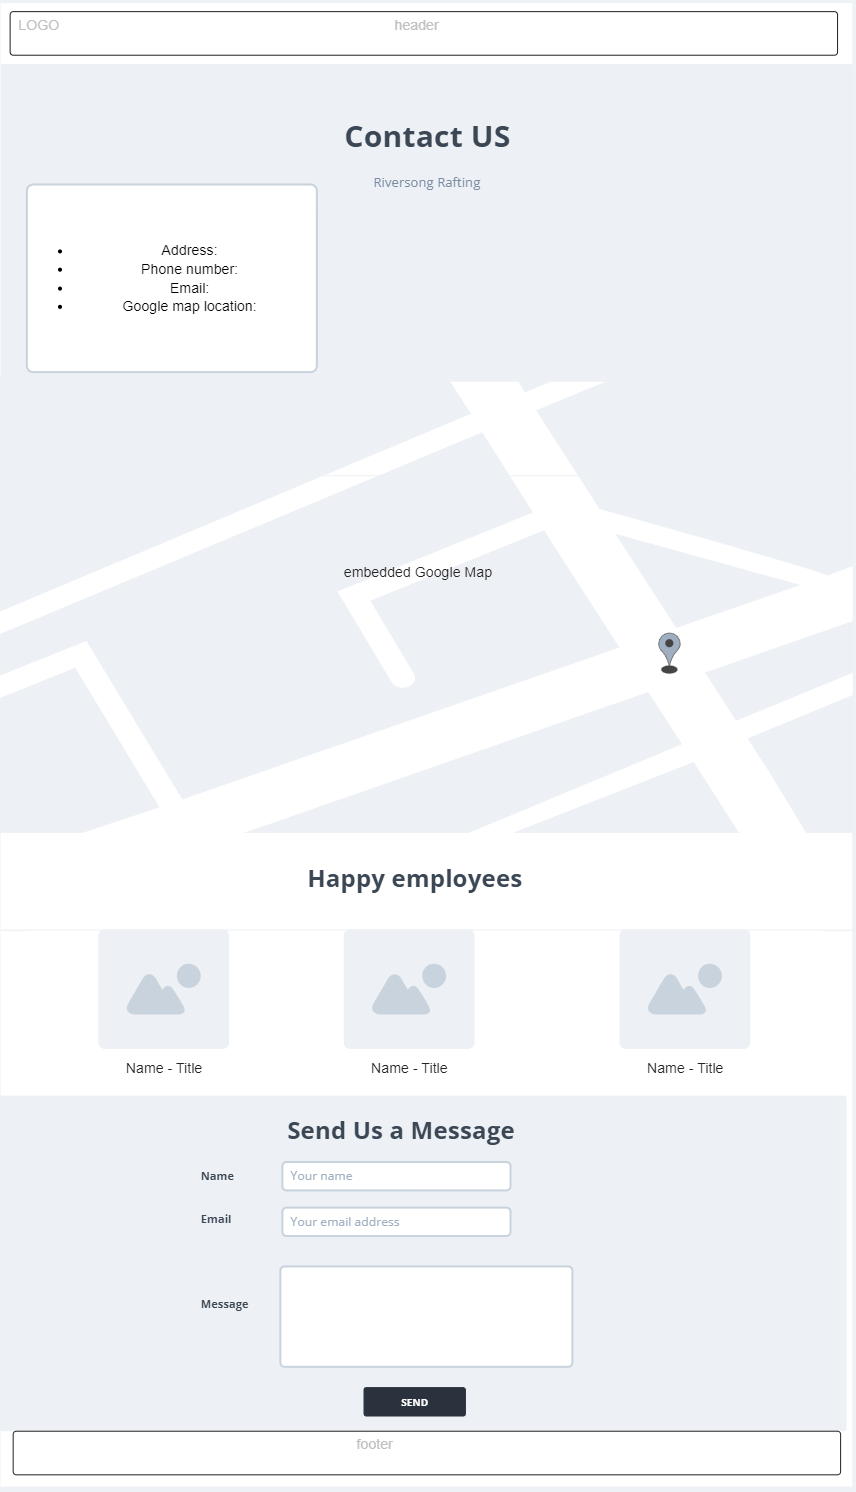 LOGO
header
Contact US
Riversong Rafting
Address:
Phone number:
Email:
Google map location:
embedded Google Map
Happy employees
Name - Title
Name - Title
Name - Title
Send Us a Message
Name
Your name
Email
Your email address
Message
SEND
footer